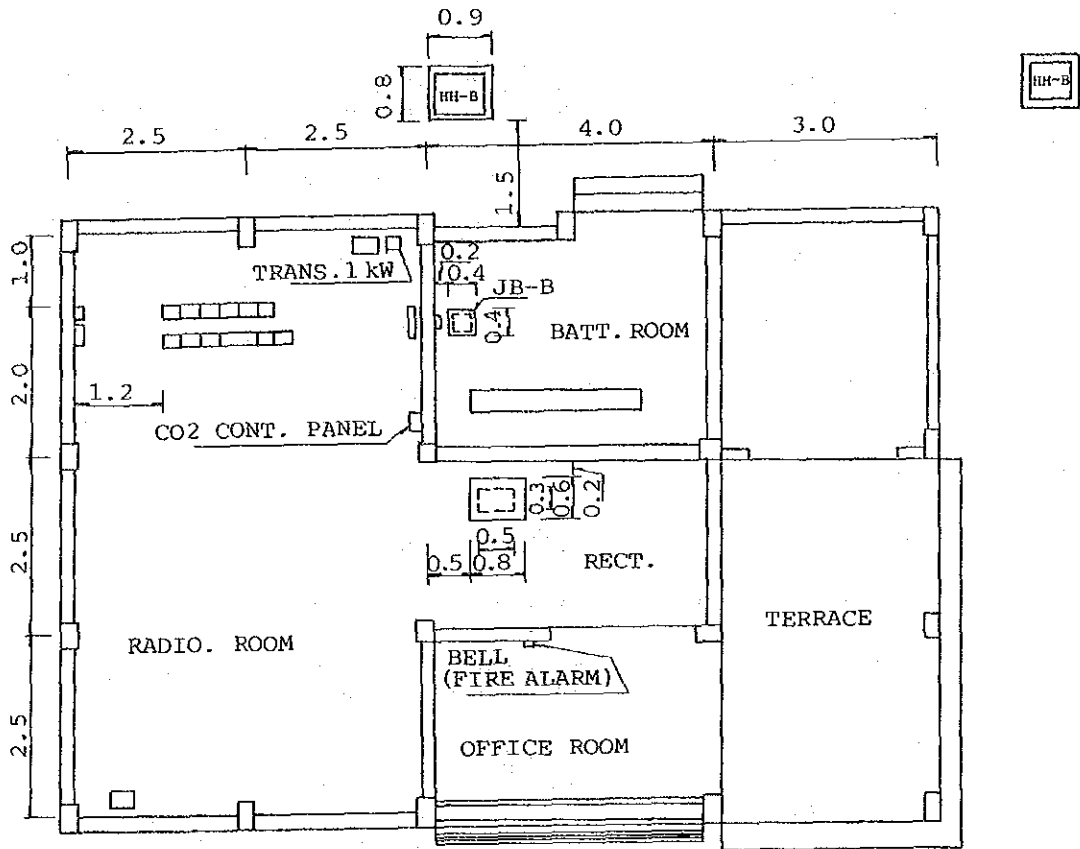 0.9
0.8
HH-B
HH-B
2.5
2.5
4.0
3.0
1.5
1.0
TRANS.1kW
0.2
0.4
JB-B
0.4
BATT. ROOM
2.0
1.2
CO2 CONT. PANEL
0.3
0.6
0.2
0.5
0.5
0.8
RECT.
2.5
TERRACE
RADIO. ROOM
BELL
(FIRE ALARM)
2.5
OFFICE ROOM